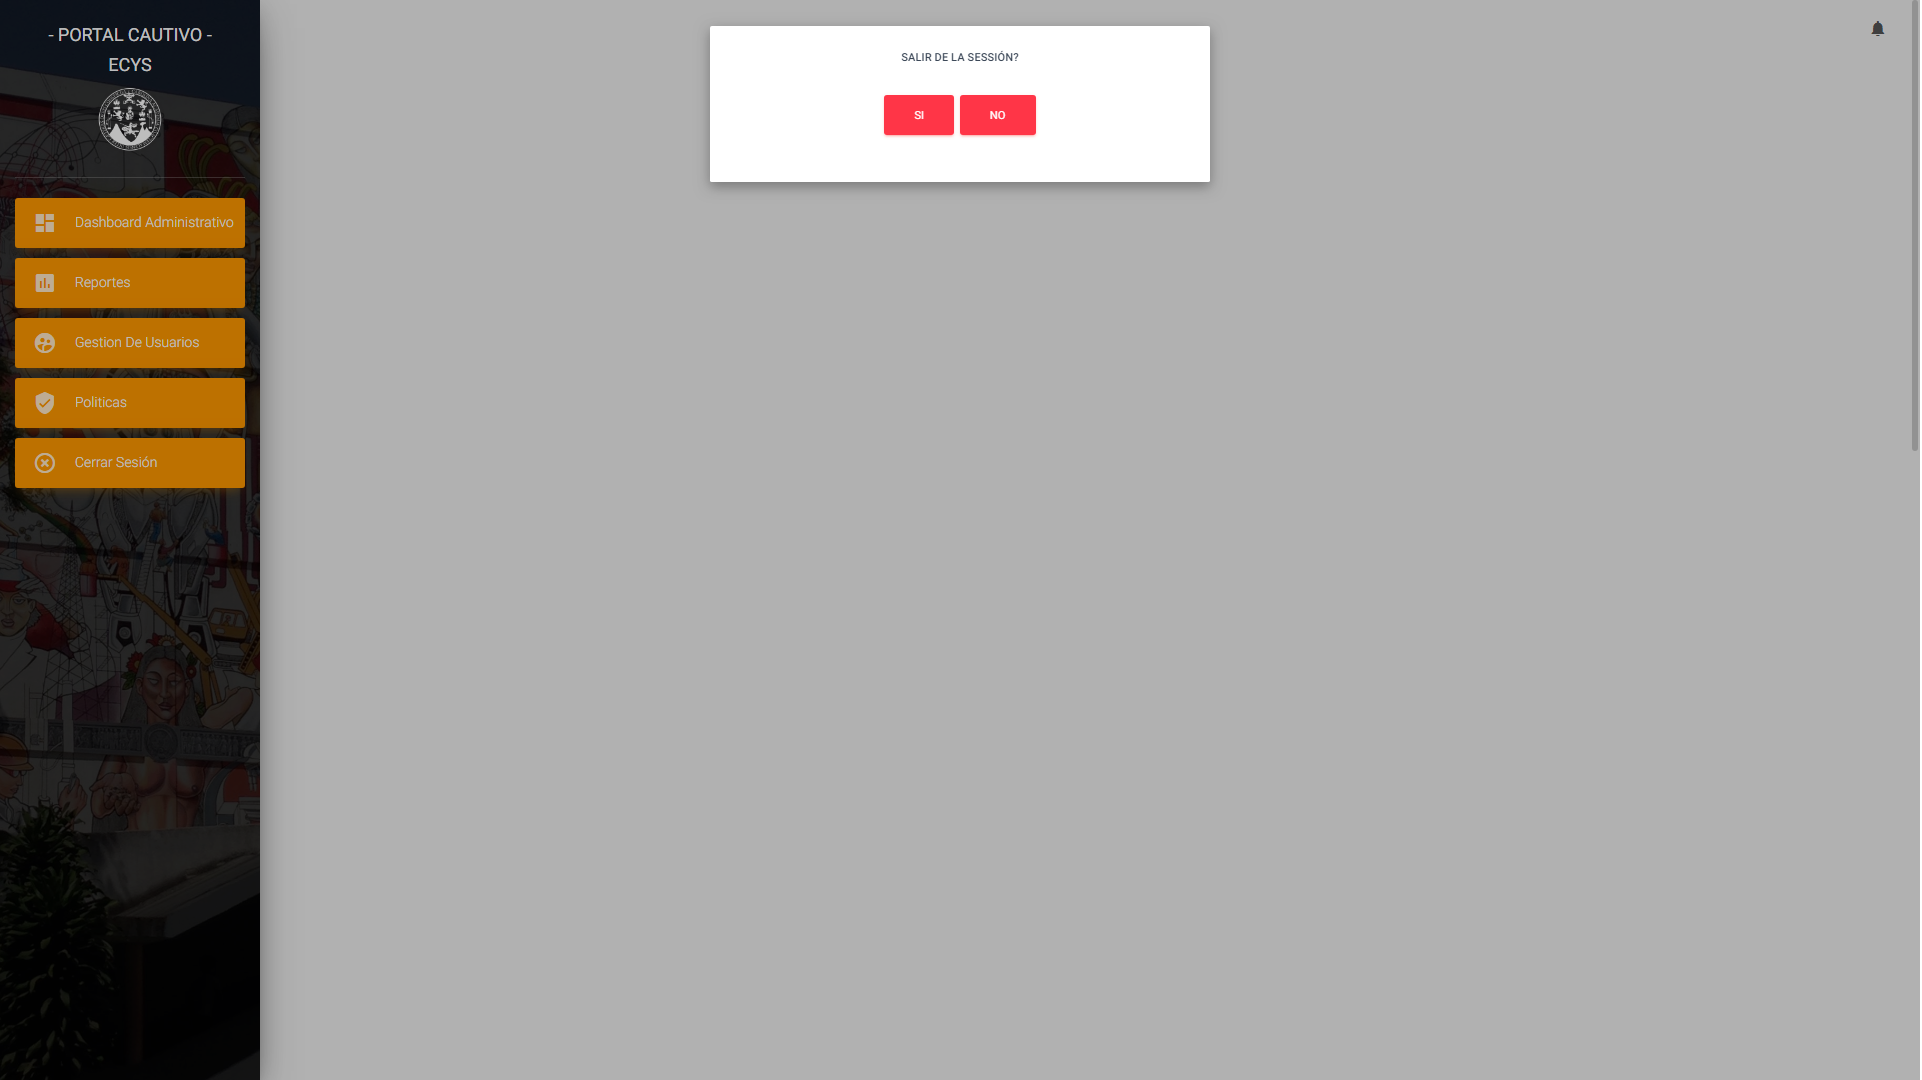 - PORTAL CAUTIVO -
ECYS
Dashboard Administrativo
Reportes
Gestion De Usuarios
Politicas
Cerrar Sesión
SALIR DE LA SESSIÓN?
SI
NO